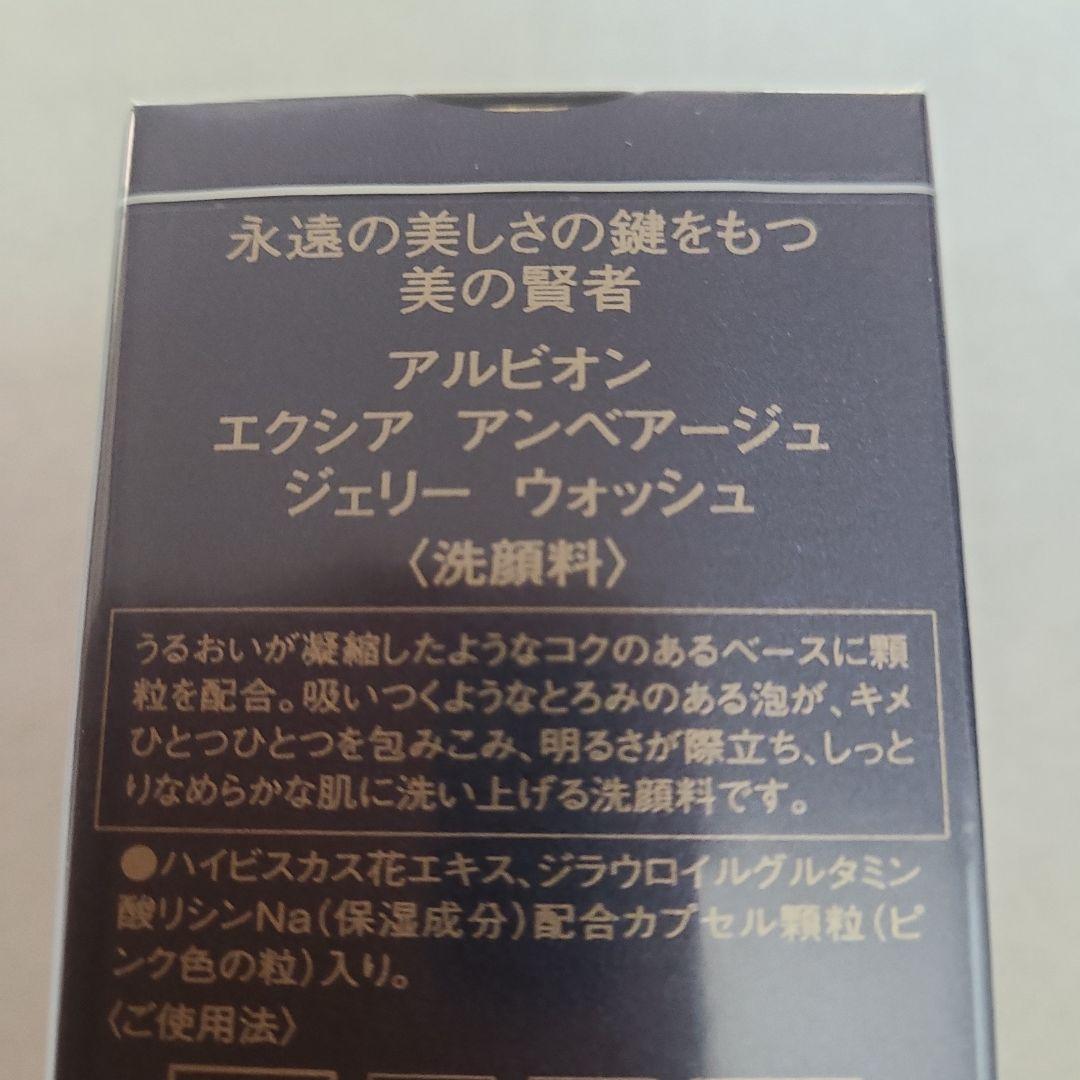 永遠の美しさの鍵をもつ
美の賢者
アルビオン
エクシア アンベアージュ
ジェリー ウォッシュ
〈洗顔料〉
うるおいが凝縮したようなコクのあるベースに顆
粒を配合。吸いつくようなとろみのある泡が、キメ
ひとつひとつを包みこみ、明るさが際立ち、しっと
りなめらかな肌に洗い上げる洗顔料です。
●ハイビスカス花エキス、ジラウロイルグルタミン
酸リシンNa(保湿成分)配合カプセル顆粒(ピ
ンク色の粒)入り。
〈ご使用法〉